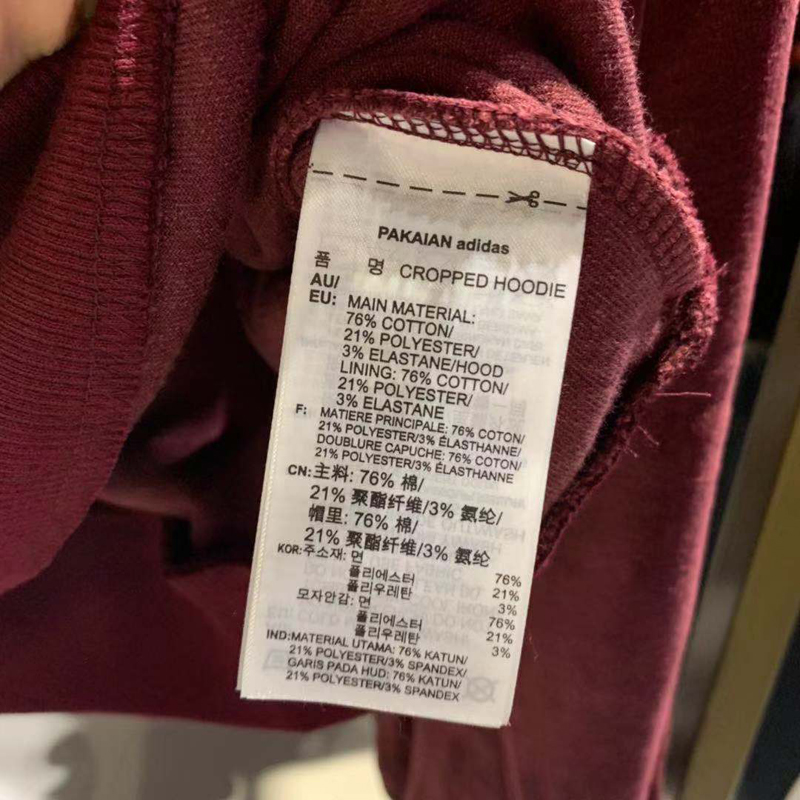 PAKAIAN adidas
품 명 CROPPED HOODIE
AU/
EU: MAIN MATERIAL:
76% COTTON/
21% POLYESTER/
3% ELASTANE/HOOD
LINING: 76% COTTON/
21% POLYESTER/
3% ELASTANE
F: MATIERE PRINCIPALE: 76% COTON/
21% POLYESTER/3% ÉLASTHANNE/
DOUBLURE CAPUCHE: 76% COTON/
21% POLYESTER/3% ÉLASTHANNE
CN: 主料: 76% 棉/
21% 聚酯纤维/3% 氨纶/
帽里: 76% 棉/
21% 聚酯纤维/3% 氨纶
KOR: 주소재: 면 76%
폴리에스터 21%
폴리우레탄 3%
모자안감: 면 76%
폴리에스터 21%
폴리우레탄 3%
IND: MATERIAL UTAMA: 76% KATUN/
21% POLYESTER/3% SPANDEX/
GARIS PADA HUD: 76% KATUN/
21% POLYESTER/3% SPANDEX